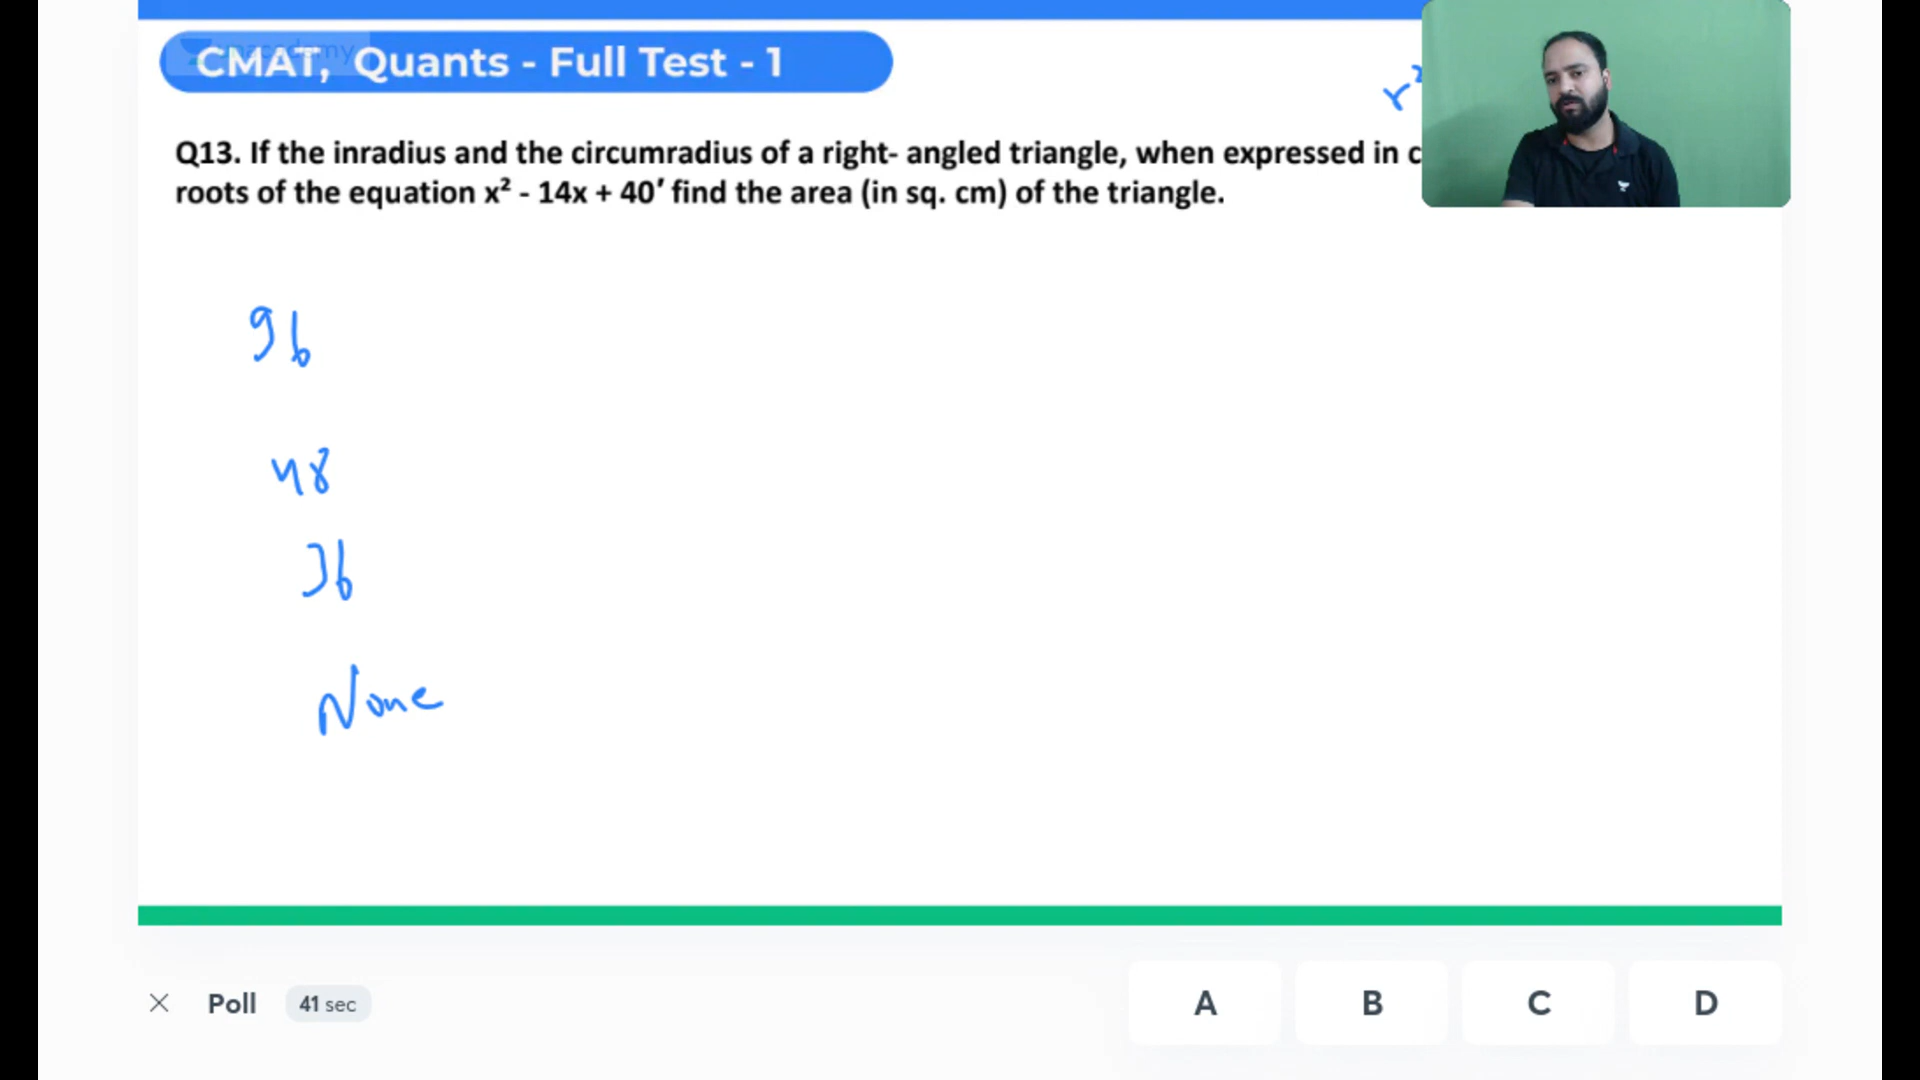 CMAT, Quants - Full Test - 1
r²
Q13. If the inradius and the circumradius of a right- angled triangle, when expressed in c
roots of the equation x² - 14x + 40′ find the area (in sq. cm) of the triangle.
96
48
36
None
Poll 41 sec A B C D